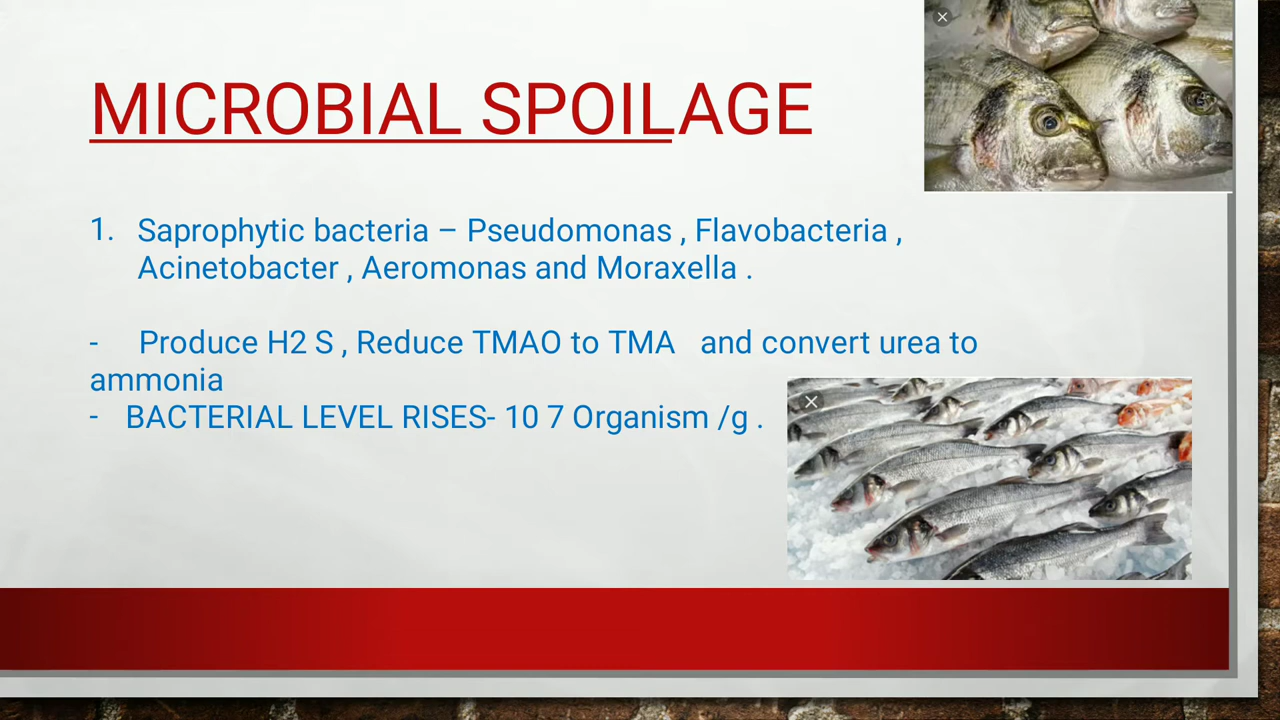 MICROBIAL SPOILAGE
1. Saprophytic bacteria – Pseudomonas , Flavobacteria ,
Acinetobacter , Aeromonas and Moraxella .
- Produce H2 S , Reduce TMAO to TMA and convert urea to
ammonia
- BACTERIAL LEVEL RISES- 10 7 Organism /g .